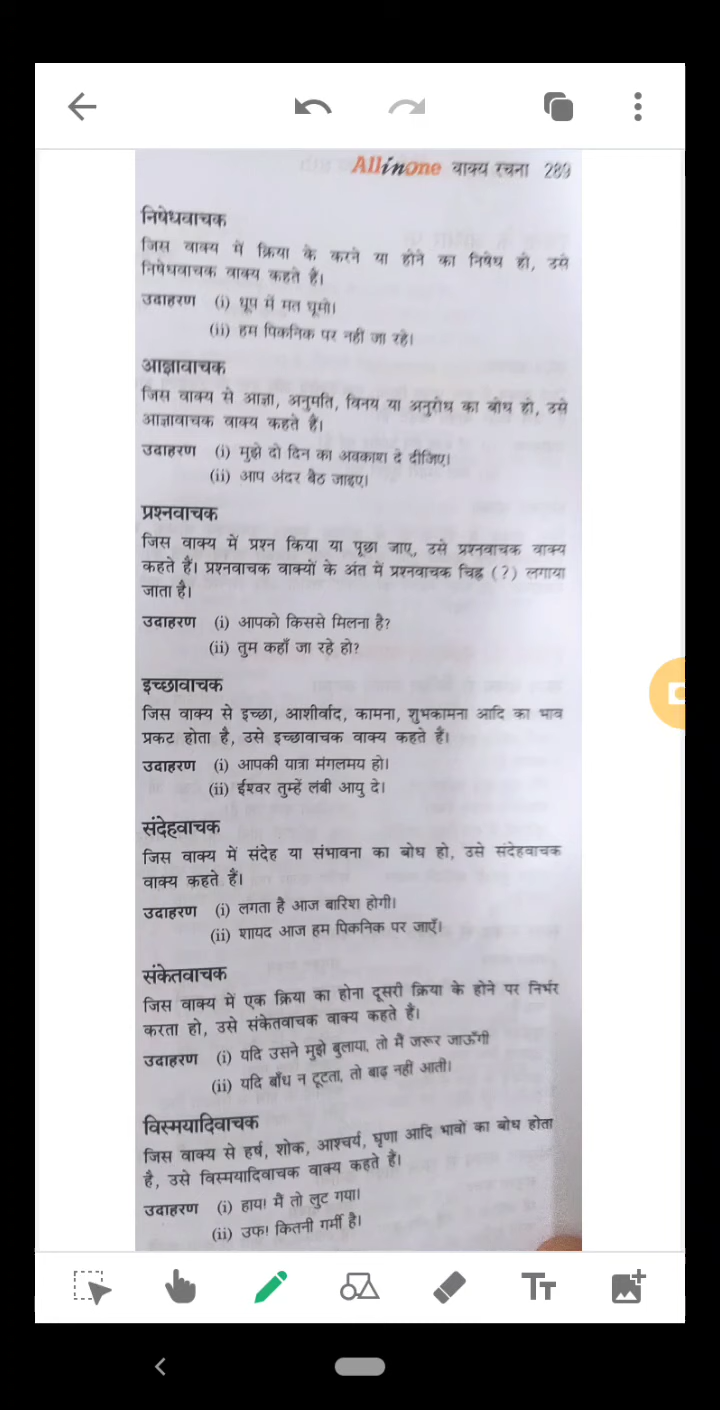 All in One वाक्य रचना 289
निषेधवाचक
जिस वाक्य में क्रिया के करने या होने का निषेध हो, उसे
निषेधवाचक वाक्य कहते हैं।
उदाहरण (i) धूप में मत घूमो।
(ii) हम पिकनिक पर नहीं जा रहे।
आज्ञावाचक
जिस वाक्य से आज्ञा, अनुमति, विनय या अनुरोध का बोध हो, उसे
आज्ञावाचक वाक्य कहते हैं।
उदाहरण (i) मुझे दो दिन का अवकाश दे दीजिए।
(ii) आप अंदर बैठ जाइए।
प्रश्नवाचक
जिस वाक्य में प्रश्न किया या पूछा जाए, उसे प्रश्नवाचक वाक्य
कहते हैं। प्रश्नवाचक वाक्यों के अंत में प्रश्नवाचक चिह्न (?) लगाया
जाता है।
उदाहरण (i) आपको किससे मिलना है?
(ii) तुम कहाँ जा रहे हो?
इच्छावाचक
जिस वाक्य से इच्छा, आशीर्वाद, कामना, शुभकामना आदि का भाव
प्रकट होता है, उसे इच्छावाचक वाक्य कहते हैं।
उदाहरण (i) आपकी यात्रा मंगलमय हो।
(ii) ईश्वर तुम्हें लंबी आयु दे।
संदेहवाचक
जिस वाक्य में संदेह या संभावना का बोध हो, उसे संदेहवाचक
वाक्य कहते हैं।
उदाहरण (i) लगता है आज बारिश होगी।
(ii) शायद आज हम पिकनिक पर जाएँ।
संकेतवाचक
जिस वाक्य में एक क्रिया का होना दूसरी क्रिया के होने पर निर्भर
करता हो, उसे संकेतवाचक वाक्य कहते हैं।
उदाहरण (i) यदि उसने मुझे बुलाया, तो मैं जरूर जाऊँगी
(ii) यदि बाँध न टूटता, तो बाढ़ नहीं आती।
विस्मयादिवाचक
जिस वाक्य से हर्ष, शोक, आश्चर्य, घृणा आदि भावों का बोध होता
है, उसे विस्मयादिवाचक वाक्य कहते हैं।
उदाहरण (i) हाय! मैं तो लुट गया।
(ii) उफ! कितनी गर्मी है।
TT